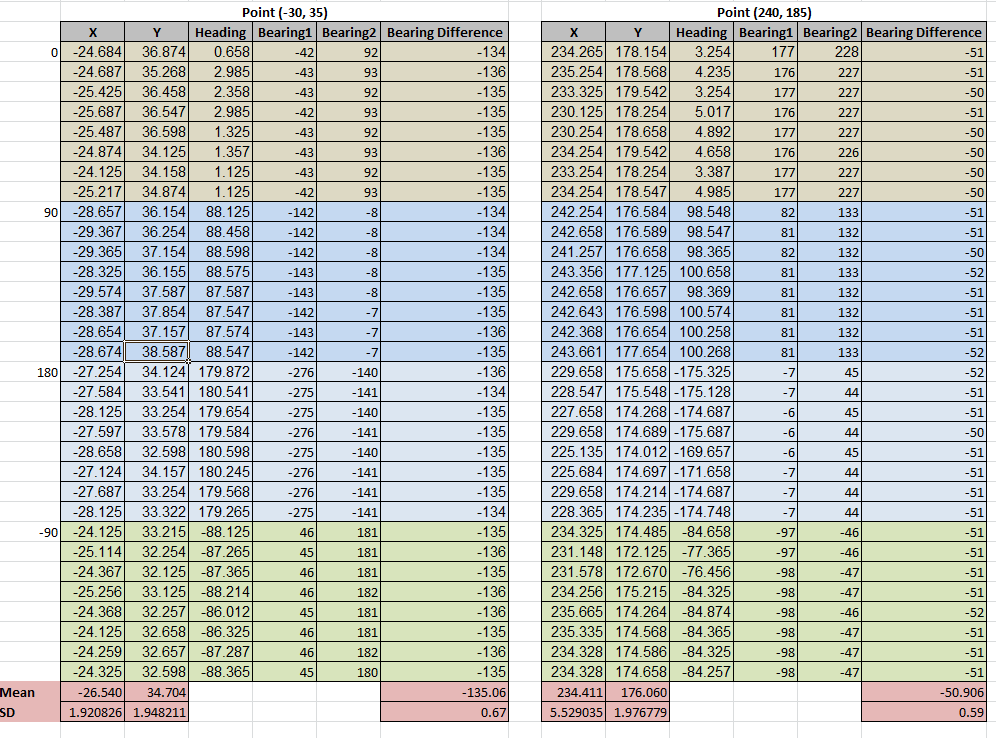 Point (-30, 35) Point (240, 185)
X Y Heading Bearing1 Bearing2 Bearing Difference X Y Heading Bearing1 Bearing2 Bearing Difference
0 -24.684 36.874 0.658 -42 92 -134 234.265 178.154 3.254 177 228 -51
-24.687 35.268 2.985 -43 93 -136 235.254 178.568 4.235 176 227 -51
-25.425 36.458 2.358 -43 92 -135 233.325 179.542 3.254 177 227 -50
-25.687 36.547 2.985 -42 93 -135 230.125 178.254 5.017 176 227 -51
-25.487 36.598 1.325 -43 92 -135 230.254 178.658 4.892 177 227 -50
-24.874 34.125 1.357 -43 93 -136 234.254 179.542 4.658 176 226 -50
-24.125 34.158 1.125 -43 92 -135 233.254 178.254 3.387 177 227 -50
-25.217 34.874 1.125 -42 93 -135 234.254 178.547 4.985 177 227 -50
90 -28.657 36.154 88.125 -142 -8 -134 242.254 176.584 98.548 82 133 -51
-29.367 36.254 88.458 -142 -8 -134 242.658 176.589 98.547 81 132 -51
-29.365 37.154 88.598 -142 -8 -134 241.257 176.658 98.365 82 132 -50
-28.325 36.155 88.575 -143 -8 -135 243.356 177.125 100.658 81 133 -52
-29.574 37.587 87.587 -143 -8 -135 242.658 176.657 98.369 81 132 -51
-28.387 37.854 87.547 -142 -7 -135 242.643 176.598 100.574 81 132 -51
-28.654 37.157 87.574 -143 -7 -136 242.368 176.654 100.258 81 132 -51
-28.674 38.587 88.547 -142 -7 -135 243.661 177.654 100.268 81 133 -52
180 -27.254 34.124 179.872 -276 -140 -136 229.658 175.658 -175.325 -7 45 -52
-27.584 33.541 180.541 -275 -141 -134 228.547 175.548 -175.128 -7 44 -51
-28.125 33.254 179.654 -275 -140 -135 227.658 174.268 -174.687 -6 45 -51
-27.597 33.578 179.584 -276 -141 -135 229.658 174.689 -175.687 -6 44 -50
-28.658 32.598 180.598 -275 -140 -135 225.135 174.012 -169.657 -6 45 -51
-27.124 34.157 180.245 -276 -141 -135 225.684 174.697 -171.658 -7 44 -51
-27.687 33.254 179.568 -276 -141 -135 229.658 174.214 -174.687 -7 44 -51
-28.125 33.322 179.265 -275 -141 -134 228.365 174.235 -174.748 -7 44 -51
-90 -24.125 33.215 -88.125 46 181 -135 234.325 174.485 -84.658 -97 -46 -51
-25.114 32.254 -87.265 45 181 -136 231.148 172.125 -77.365 -97 -46 -51
-24.367 32.125 -87.365 46 181 -135 231.578 172.670 -76.456 -98 -47 -51
-25.256 33.125 -88.214 46 182 -136 234.256 175.215 -84.325 -98 -47 -51
-24.368 32.257 -86.012 45 181 -136 235.665 174.264 -84.874 -98 -46 -52
-24.125 32.658 -86.325 46 181 -135 235.335 174.568 -84.365 -98 -47 -51
-24.259 32.657 -87.287 46 182 -136 234.328 174.586 -84.325 -98 -47 -51
-24.325 32.598 -88.365 45 180 -135 234.328 174.658 -84.257 -98 -47 -51
Mean -26.540 34.704 -135.06 234.411 176.060 -50.906
SD 1.920826 1.948211 0.67 5.529035 1.976779 0.59